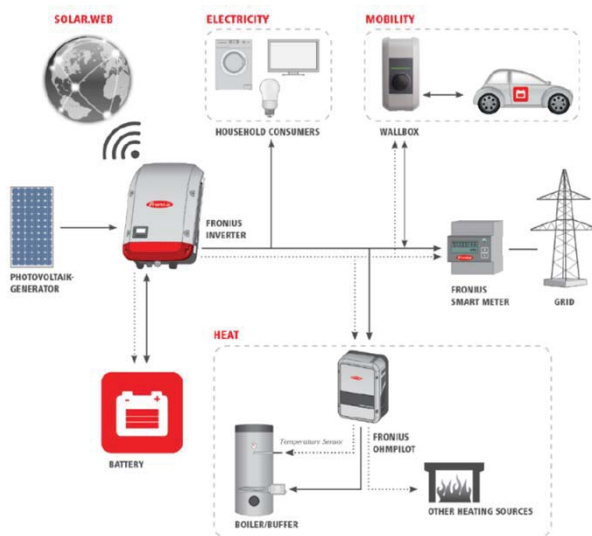 SOLAR.WEB
ELECTRICITY
MOBILITY
HOUSEHOLD CONSUMERS
WALLBOX
Fronius
FRONIUS
INVERTER
PHOTOVOLTAIK-
GENERATOR
FRONIUS
SMART METER
GRID
HEAT
BATTERY
Temperature Sensor
FRONIUS
OHMPILOT
BOILER/BUFFER
OTHER HEATING SOURCES